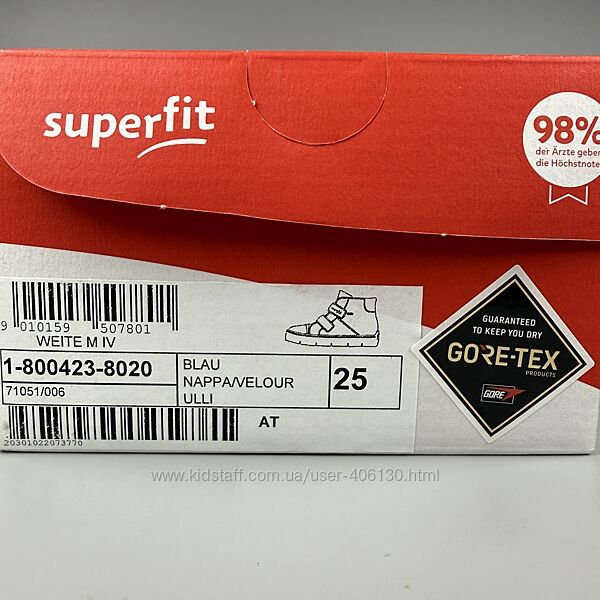 superfit
98%
der Ärzte geben
die Höchstnote
9 010159 507801
WEITE M IV
1-800423-8020
71051/006
BLAU
NAPPA/VELOUR
ULLI
25
AT
20301022073770
GUARANTEED
TO KEEP YOU DRY
GORE-TEX
PRODUCTS
GORE
www.kidstaff.com.ua/user-406130.html